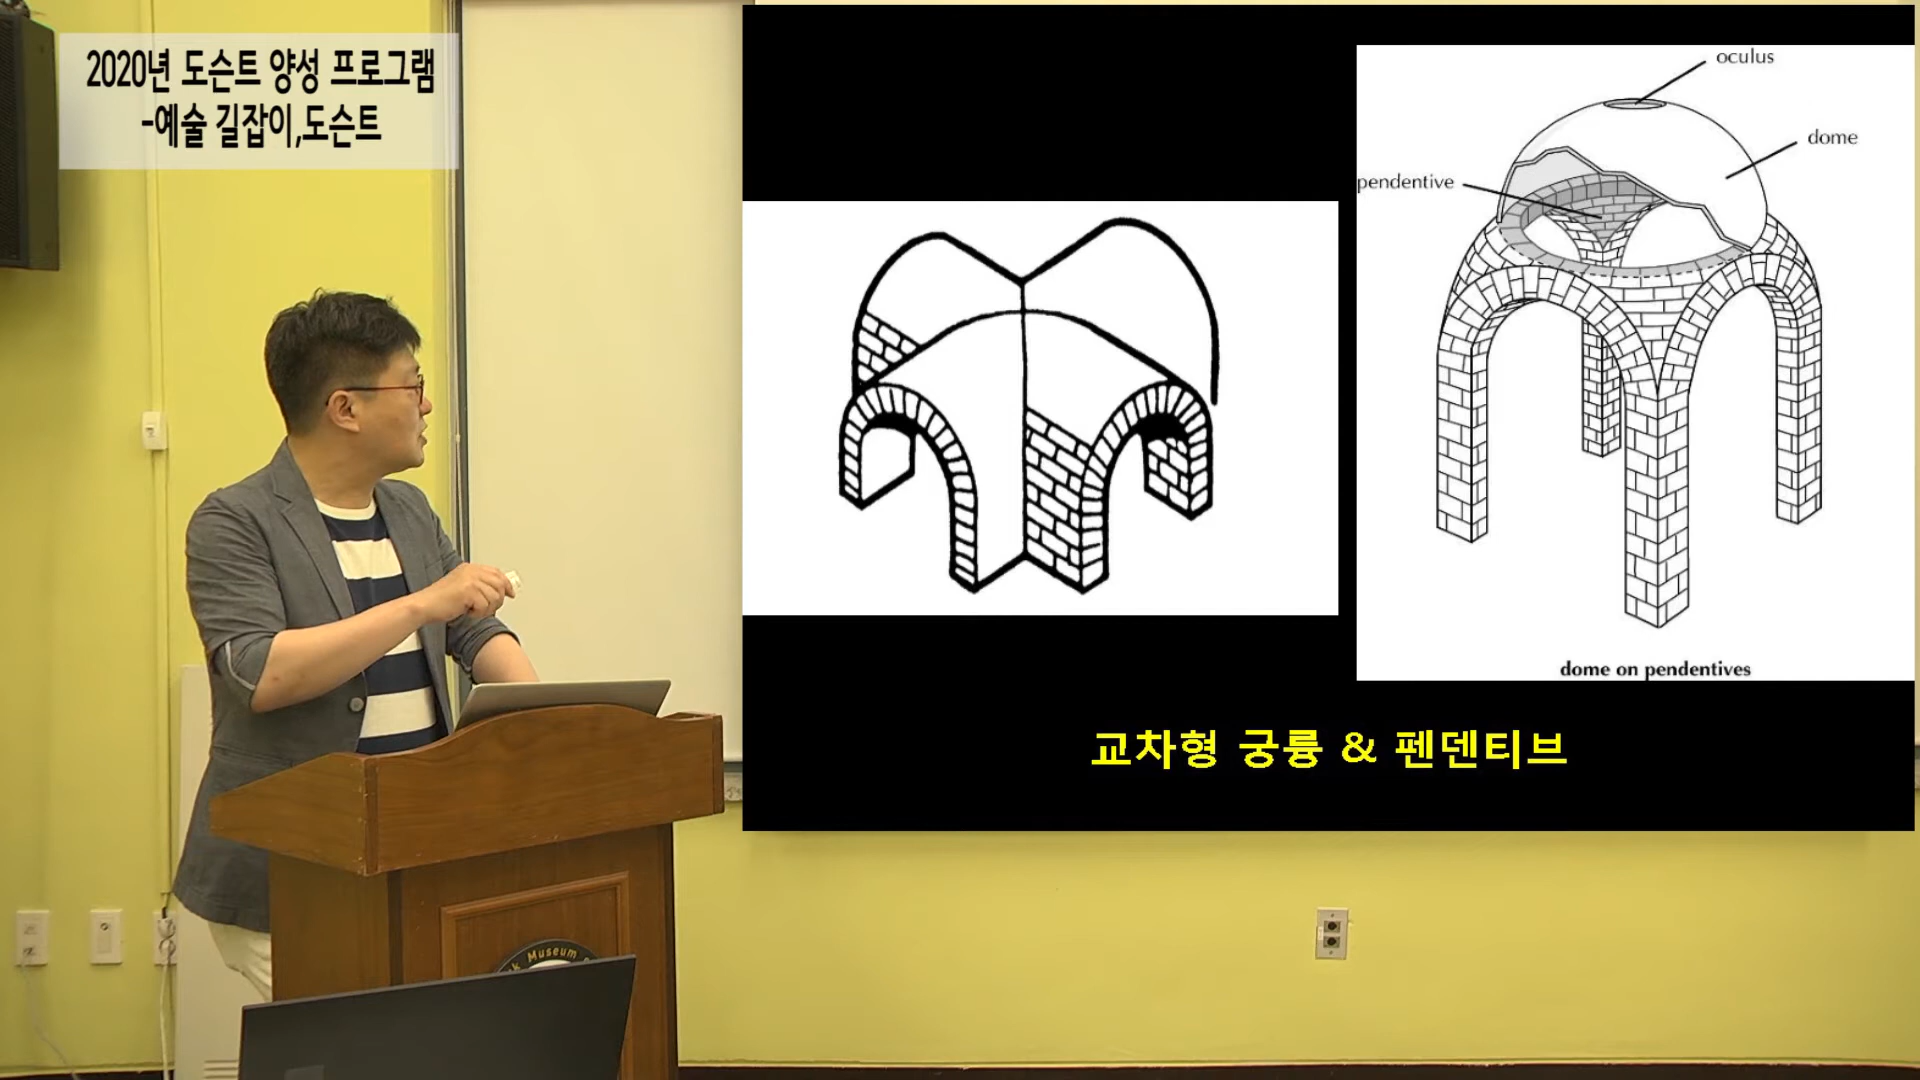 2020년 도슨트 양성 프로그램
-예술 길잡이,도슨트
oculus
dome
pendentive
dome on pendentives
교차형 궁륭 & 펜덴티브
Museum